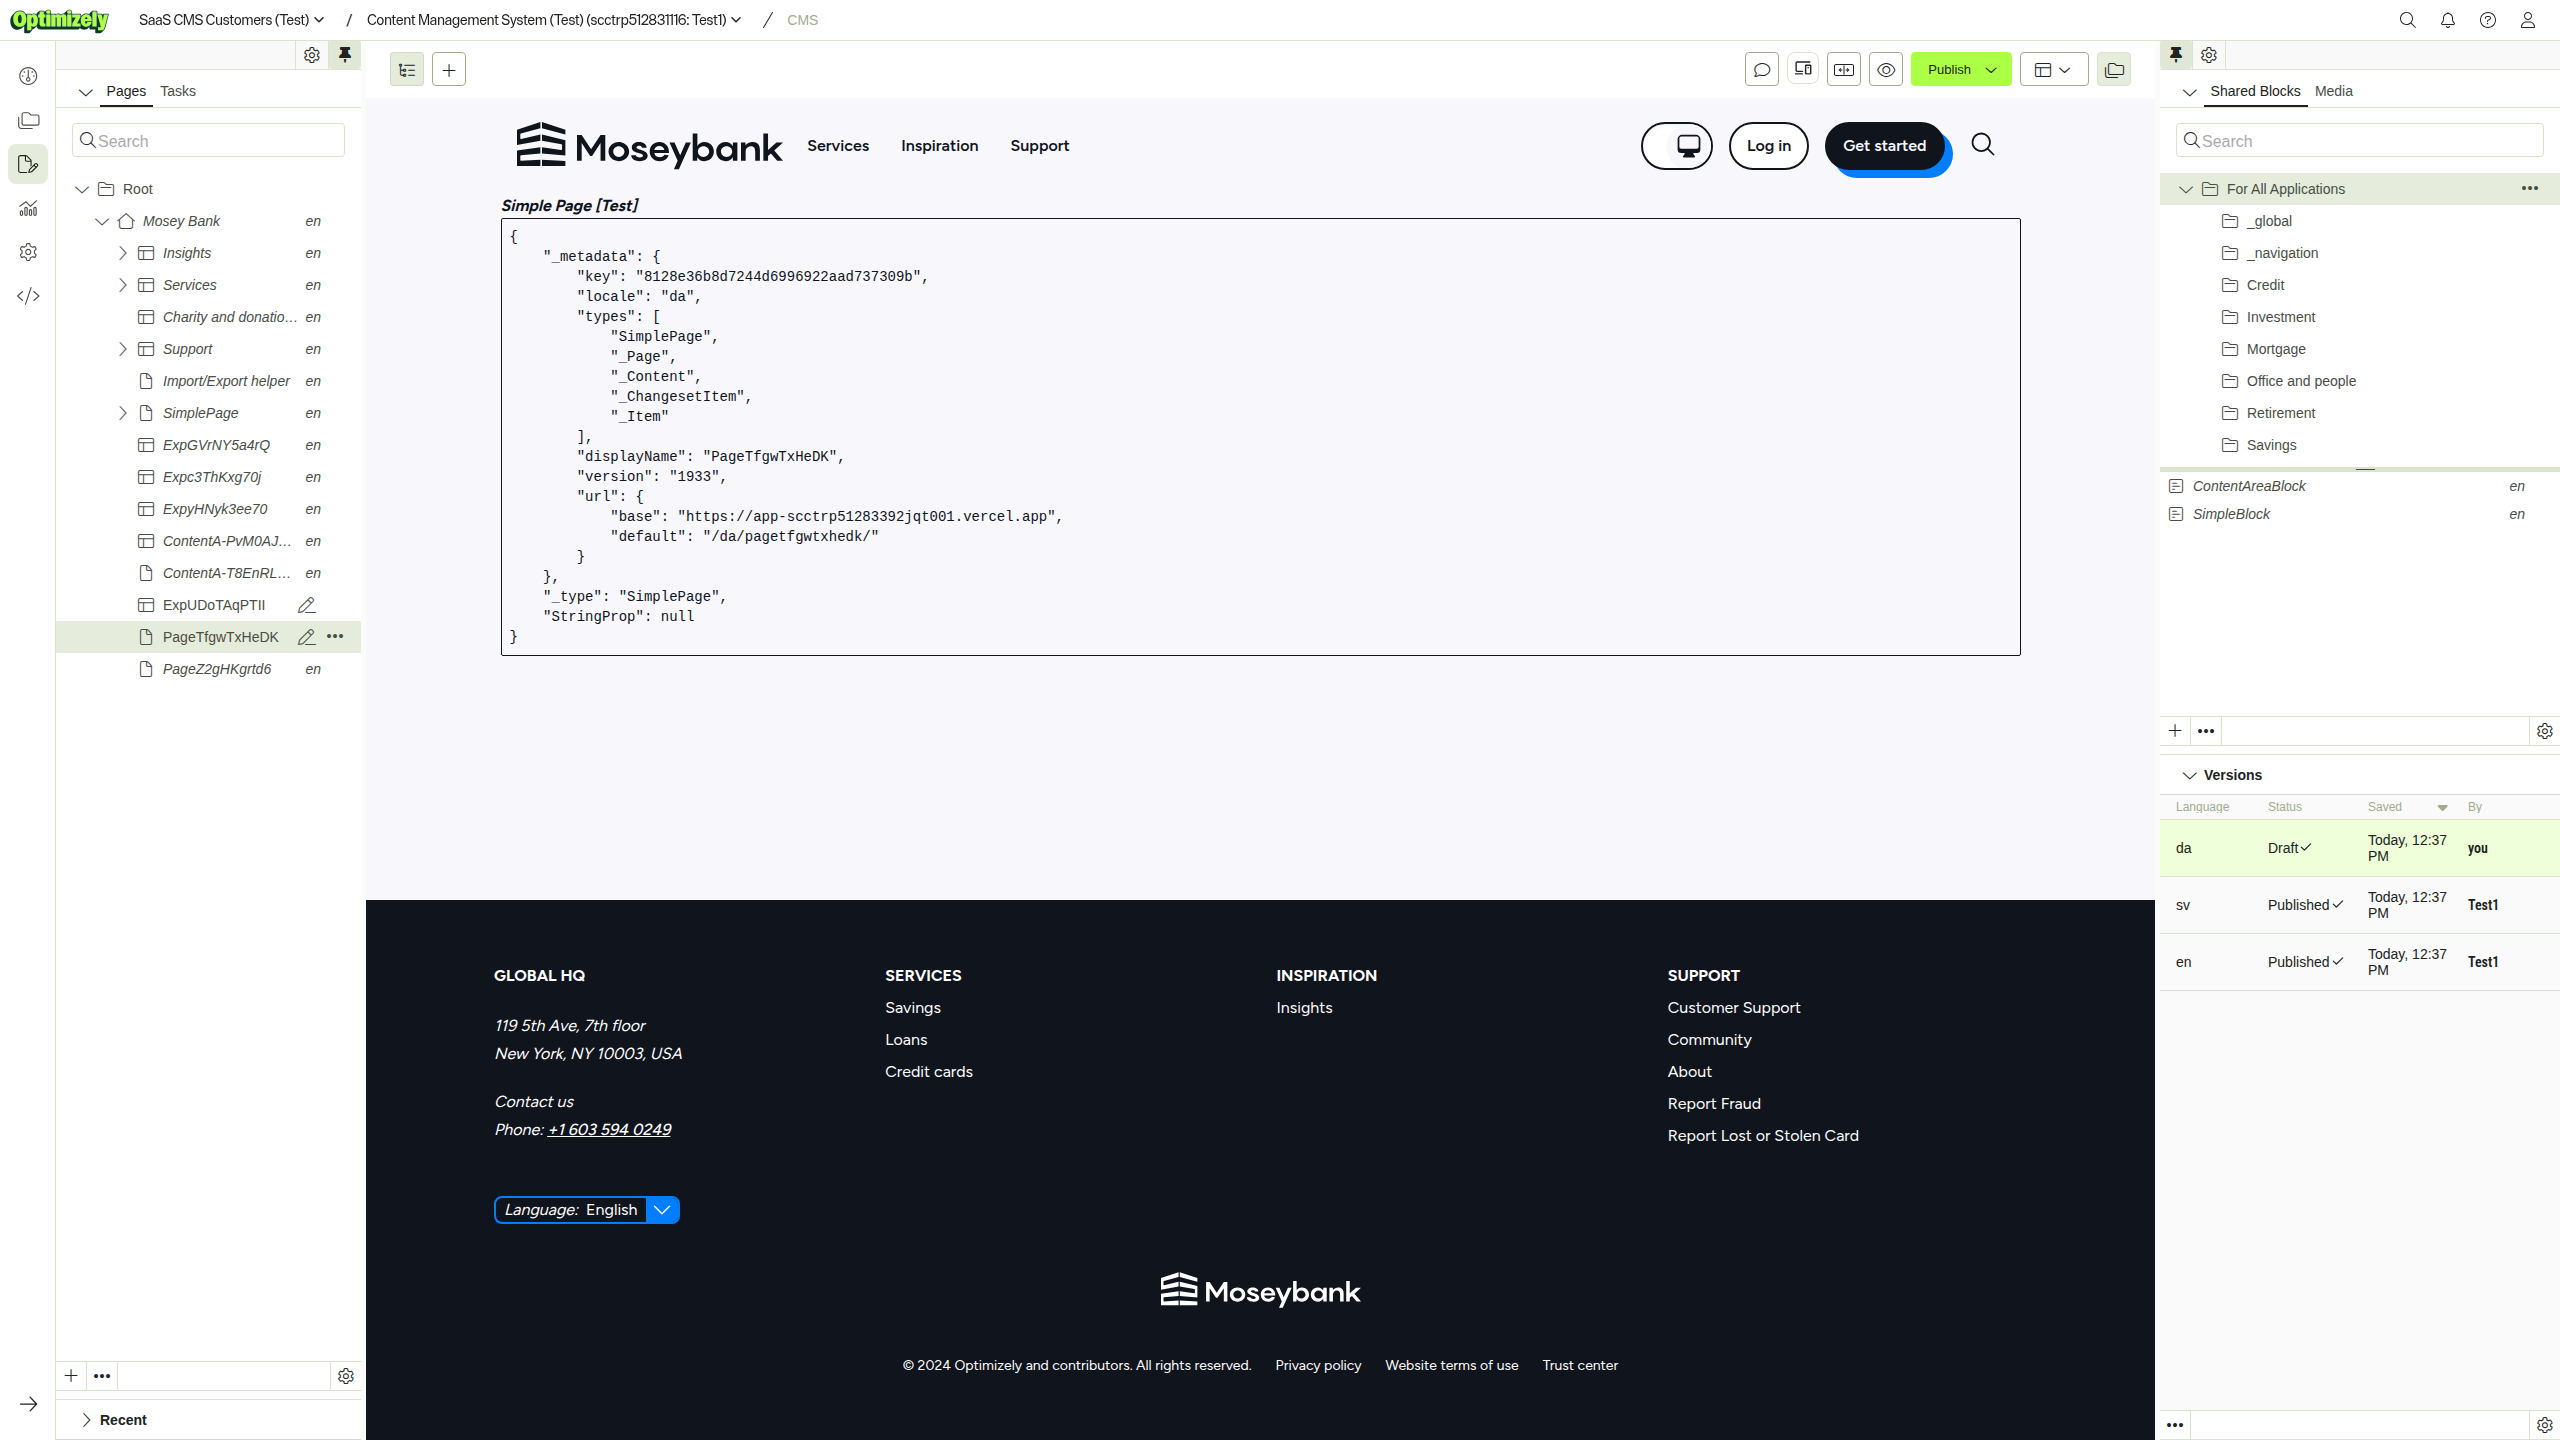 Optimizely SaaS CMS Customers (Test) / Content Management System (Test) (scctrp512831116: Test1) / CMS
Pages Tasks
Search
Root
Mosey Bank en
Insights en
Services en
Charity and donatio... en
Support en
Import/Export helper en
SimplePage en
ExpGVrNY5a4rQ en
Expc3ThKxg70j en
ExpyHNyk3ee70 en
ContentA-PvM0AJ... en
ContentA-T8EnRL... en
ExpUDoTAqPTII
PageTfgwTxHeDK
PageZ2gHKgrtd6 en
Recent
Publish
Moseybank Services Inspiration Support Log in Get started
Simple Page [Test]
{
"_metadata": {
"key": "8128e36b8d7244d6996922aad737309b",
"locale": "da",
"types": [
"SimplePage",
"_Page",
"_Content",
"_ChangesetItem",
"_Item"
],
"displayName": "PageTfgwTxHeDK",
"version": "1933",
"url": {
"base": "https://app-scctrp51283392jqt001.vercel.app",
"default": "/da/pagetfgwtxhedk/"
}
},
"_type": "SimplePage",
"StringProp": null
}
GLOBAL HQ
119 5th Ave, 7th floor
New York, NY 10003, USA
Contact us
Phone: +1 603 594 0249
SERVICES
Savings
Loans
Credit cards
INSPIRATION
Insights
SUPPORT
Customer Support
Community
About
Report Fraud
Report Lost or Stolen Card
Language: English
Moseybank
© 2024 Optimizely and contributors. All rights reserved. Privacy policy Website terms of use Trust center
Shared Blocks Media
Search
For All Applications
_global
_navigation
Credit
Investment
Mortgage
Office and people
Retirement
Savings
ContentAreaBlock en
SimpleBlock en
Versions
Language Status Saved By
da Draft Today, 12:37 PM you
sv Published Today, 12:37 PM Test1
en Published Today, 12:37 PM Test1